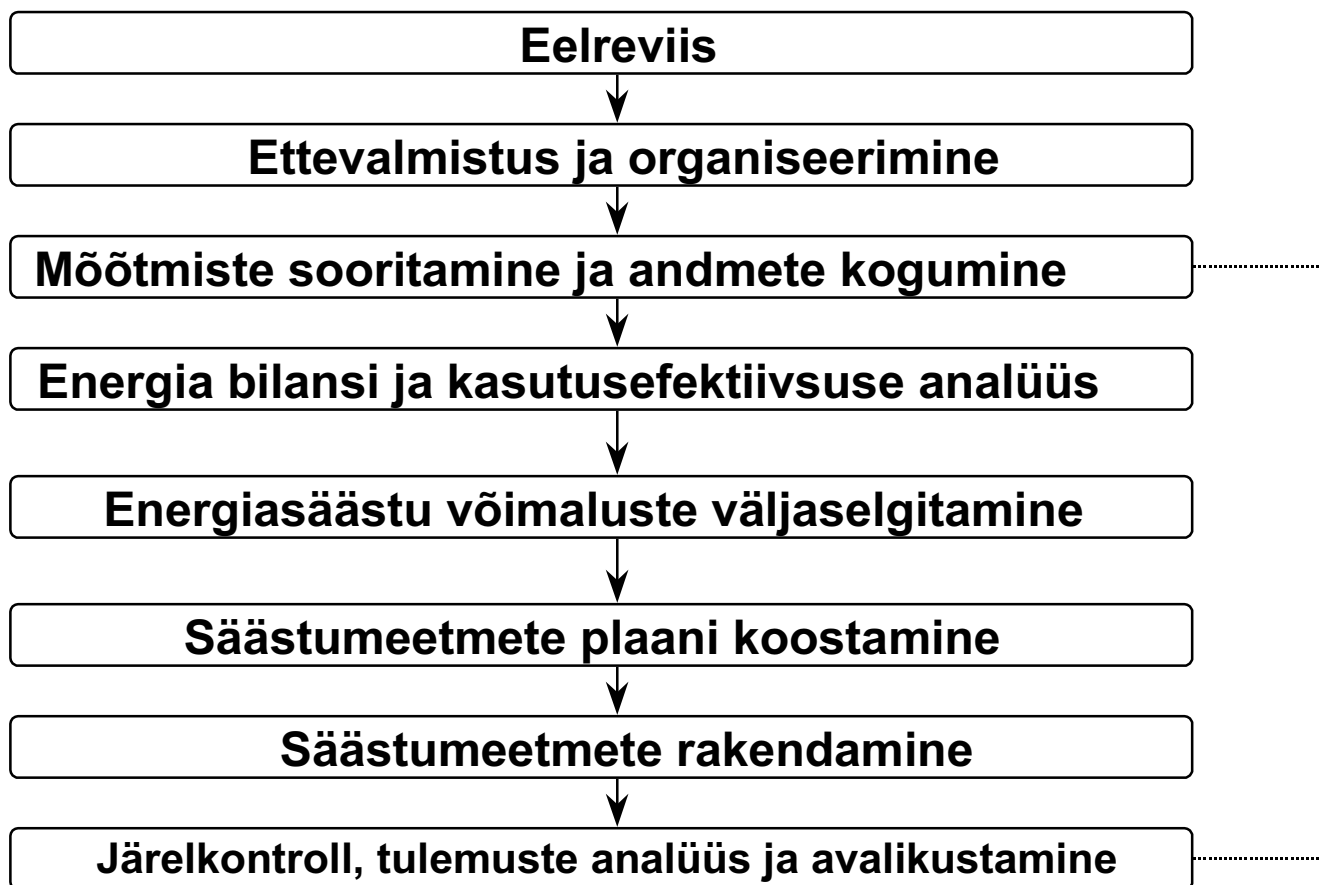 Eelreviis
Ettevalmistus ja organiseerimine
Mõõtmiste sooritamine ja andmete kogumine
Energia bilansi ja kasutusefektiivsuse analüüs
Energiasäästu võimaluste väljaselgitamine
Säästumeetmete plaani koostamine
Säästumeetmete rakendamine
Järelkontroll, tulemuste analüüs ja avalikustamine